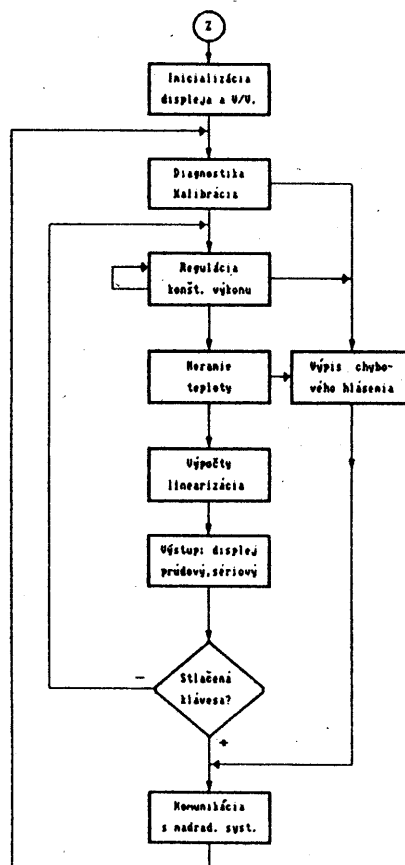 Z
Inicializácia
displeja a V/V.
Diagnostika
Kalibrácia
Regulácia
konšt. výkonu
Meranie
teploty
Výpis chybo-
vého hlásenia
Výpočty
linearizácia
Výstup: displej
prúdový,sériový
Stlačená
klávesa?
-
+
Komunikácia
s nadrad. syst.